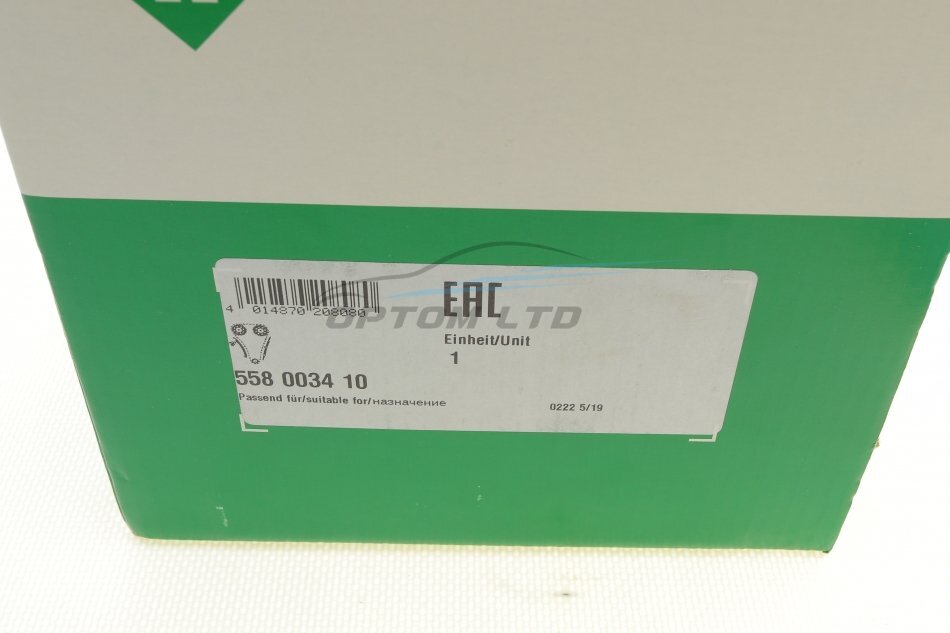 EAC
4 014870 208080
OPTOM LTD
Einheit/Unit
1
558 0034 10
Passend für/suitable for/назначение
0222 5/19